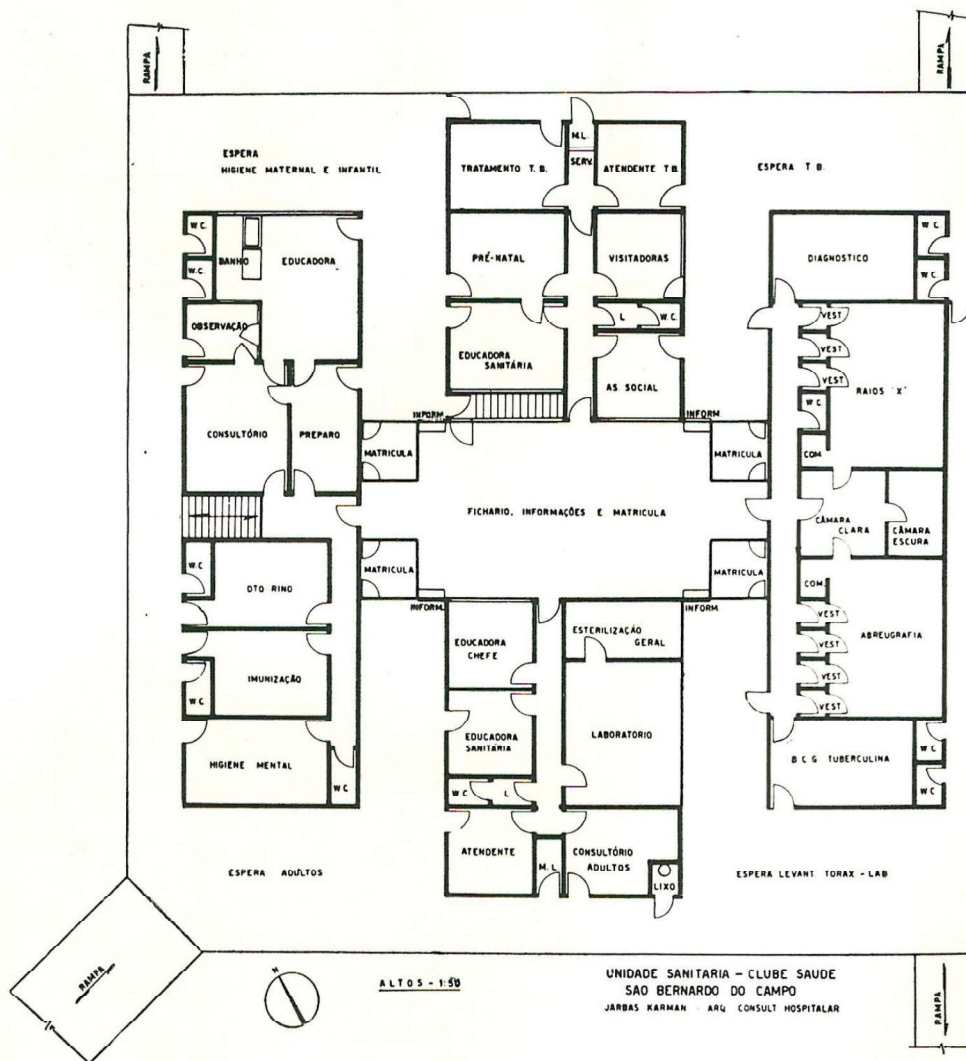 RAMPA
RAMPA
ESPERA
HIGIENE MATERNAL E INFANTIL
TRATAMENTO T.B.
M.L.
SERV.
ATENDENTE T.B.
ESPERA T B.
W.C.
BANHO
EDUCADORA
PRÉ-NATAL
VISITADORAS
DIAGNOSTICO
W C.
W.C.
W C.
OBSERVAÇÃO
EDUCADORA
SANITÁRIA
L
W.C.
VEST
VEST
VEST
RAIOS "X"
AS SOCIAL
CONSULTÓRIO
PREPARO
INFORM
MATRICULA
INFORM
MATRICULA
W C
COM
FICHARIO, INFORMAÇÕES E MATRICULA
CÂMARA
CLARA
CÂMARA
ESCURA
W.C
OTO RINO
MATRICULA
INFORM.
MATRICULA
INFORM
COM
VEST
VEST
VEST
VEST
ABREUGRAFIA
EDUCADORA
CHEFE
ESTERILIZAÇÃO
GERAL
IMUNIZAÇÃO
W C
EDUCADORA
SANITÁRIA
LABORATORIO
HIGIENE MENTAL
W C
W.C.
L
B C G TUBERCULINA
W C
W C
ATENDENTE
M. L
CONSULTÓRIO
ADULTOS
LIXO
ESPERA ADULTOS
ESPERA LEVANT. TORAX - LAB
RAMPA
N
ALTOS - 1:50
UNIDADE SANITARIA - CLUBE SAUDE
SAO BERNARDO DO CAMPO
JARBAS KARMAN - ARQ CONSULT HOSPITALAR
RAMPA